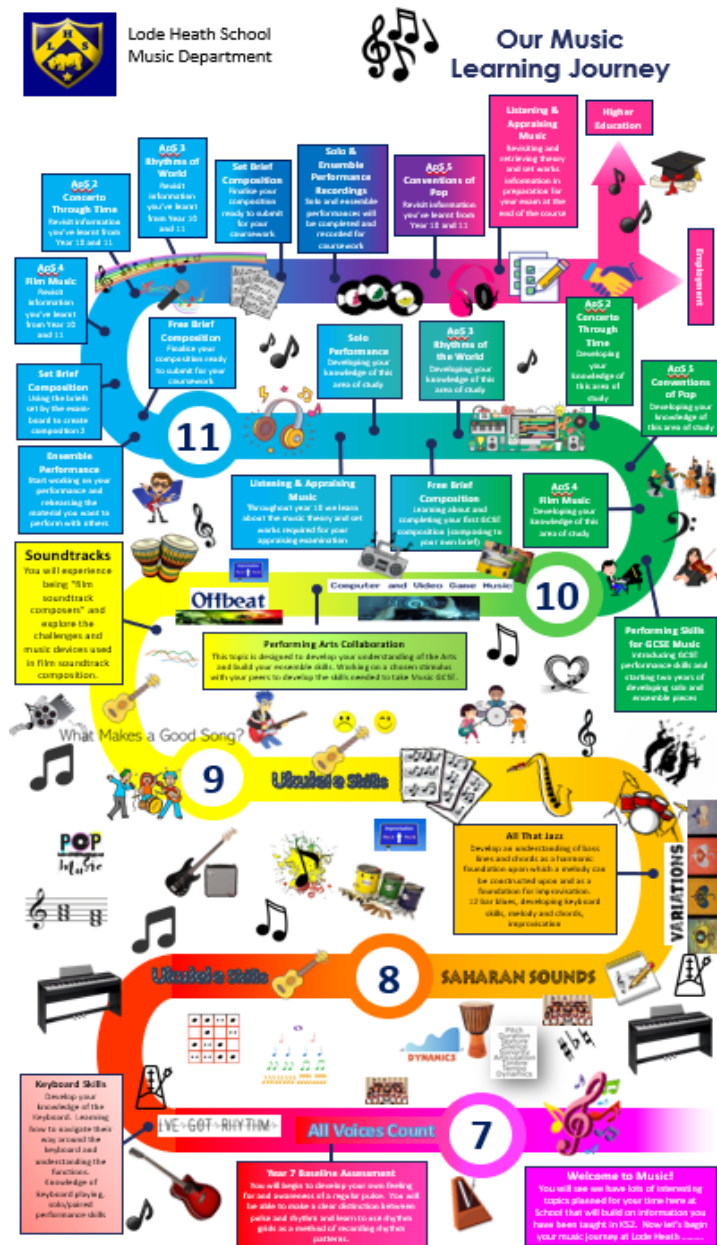 LHS
Lode Heath School
Music Department
Our Music
Learning Journey
Listening &
Appraising
Music
Revisiting and
retrieving theory
and set works
information in
preparation for
your exam at the
end of the course
Higher
Education
AoS 3
Rhythms of
World
Revisit
information
you've learnt
from Year 10
and 11
Set Brief
Composition
Finalise your
composition
ready to submit
for your
coursework
Solo &
Ensemble
Performance
Recordings
Solo and ensemble
performances will
be completed and
recorded for
coursework
AoS 5
Conventions of
Pop
Revisit information
you've learnt from
Year 10 and 11
AoS 2
Concerto
Through Time
Revisit information
you've learnt from
Year 10 and 11
Employment
AoS 4
Film Music
Revisit
information
you've learnt
from Year 10
and 11
Free Brief
Composition
Finalise your
composition ready
to submit for your
coursework
Solo
Performance
Developing your
knowledge of this
area of study
AoS 3
Rhythms of
the World
Developing your
knowledge of this
area of study
AoS 2
Concerto
Through
Time
Developing
your
knowledge of
this area of
study
AoS 5
Conventions
of Pop
Developing your
knowledge of
this area of study
Set Brief
Composition
Using the briefs
set by the exam-
board to create
composition 2
11
Ensemble
Performance
Start working on your
performance and
rehearsing the
material you want to
perform with others
Listening & Appraising
Music
Throughout year 10 we learn
about the music theory and set
works required for your
appraising examination
Free Brief
Composition
Learning about and
completing your first GCSE
composition (composing to
your own brief)
AoS 4
Film Music
Developing your
knowledge of this
area of study
Soundtracks
You will experience
being "film
soundtrack
composers" and
explore the
challenges and
music devices used
in film soundtrack
composition.
Offbeat
Computer and Video Game Music
10
Performing Arts Collaboration
This topic is designed to develop your understanding of the Arts
and build your ensemble skills. Working on a chosen stimulus
with your peers to develop the skills needed to take Music GCSE.
Performing Skills
for GCSE Music
Introducing GCSE
performance skills and
starting two years of
developing solo and
ensemble pieces
What Makes a Good Song?
9
Ukulele Skills
POP
Music
Improvisation
All That Jazz
Develop an understanding of bass
lines and chords as a harmonic
foundation upon which a melody can
be constructed upon and as a
foundation for improvisation.
12 bar blues, developing keyboard
skills, melody and chords,
improvisation
VARIATIONS
Ukulele Skills
8
SAHARAN SOUNDS
DYNAMICS
Pitch
Duration
Texture
Silence
Sonority
Articulation
Timbre
Tempo
Dynamics
Keyboard Skills
Develop your
knowledge of the
Keyboard. Learning
how to navigate their
way around the
keyboard and
understanding the
functions.
Knowledge of
keyboard playing,
solo/paired
performance skills
I'VE GOT RHYTHM
All Voices Count
7
Year 7 Baseline Assessment
You will begin to develop your own feeling
for and awareness of a regular pulse. You will
be able to make a clear distinction between
pulse and rhythm and learn to use rhythm
grids as a method of recording rhythm
patterns.
Welcome to Music!
You will see we have lots of interesting
topics planned for your time here at
School that will build on information you
have been taught in KS2. Now let's begin
your music journey at Lode Heath ........